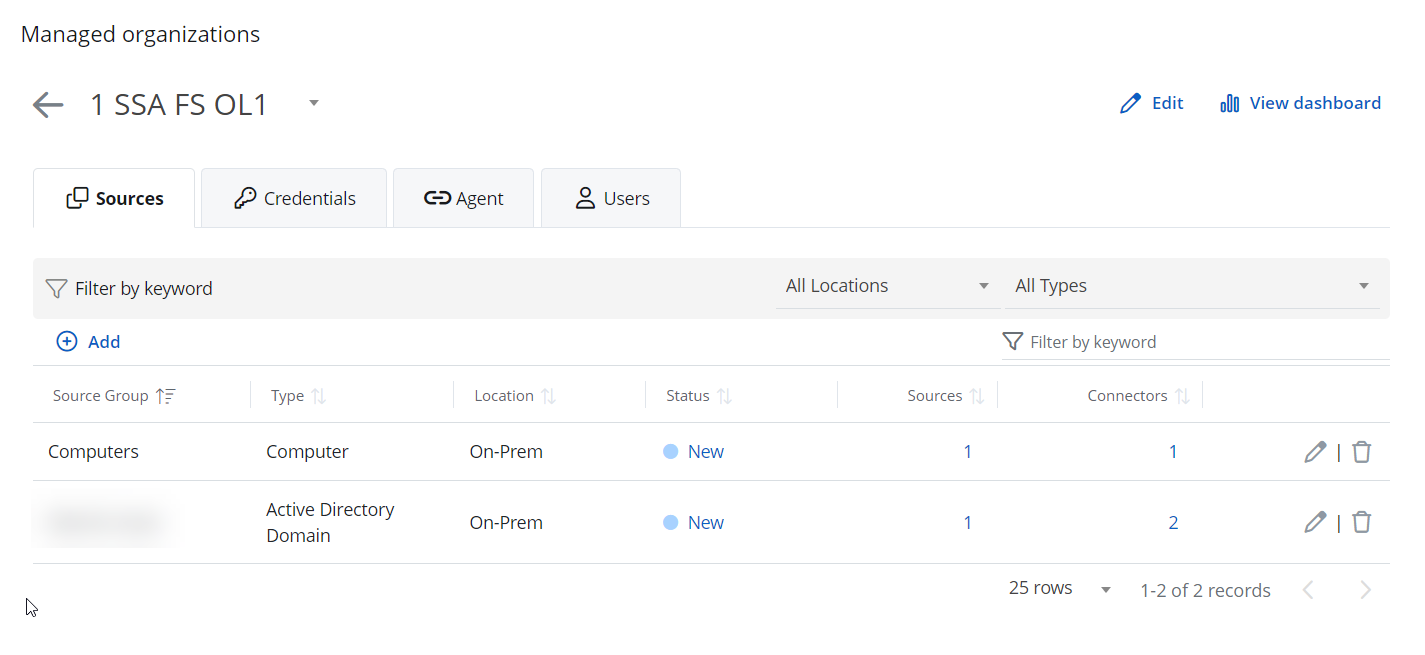 Managed organizations
1 SSA FS OL1
Edit
View dashboard
Sources
Credentials
Agent
Users
Filter by keyword
All Locations
All Types
Add
Filter by keyword
Source Group Type Location Status Sources Connectors
Computers Computer On-Prem New 1 1 |
Active Directory
Domain
On-Prem New 1 2 |
25 rows 1-2 of 2 records